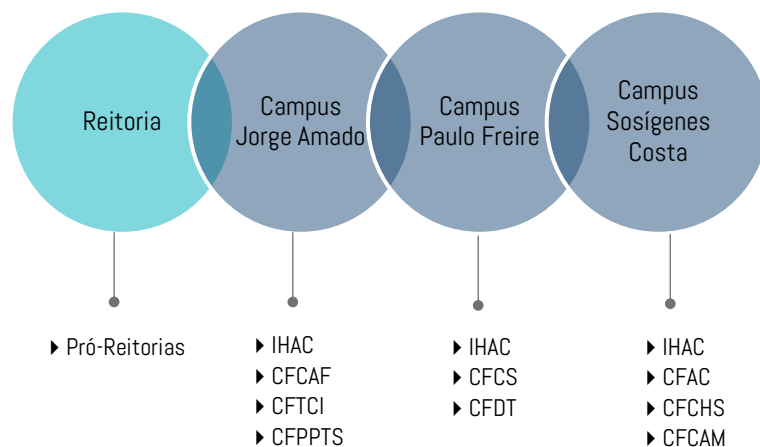 Reitoria
Campus
Jorge Amado
Campus
Paulo Freire
Campus
Sosígenes
Costa
Pró-Reitorias
IHAC
CFCAF
CFTCI
CFPPTS
IHAC
CFCS
CFDT
IHAC
CFAC
CFCHS
CFCAM